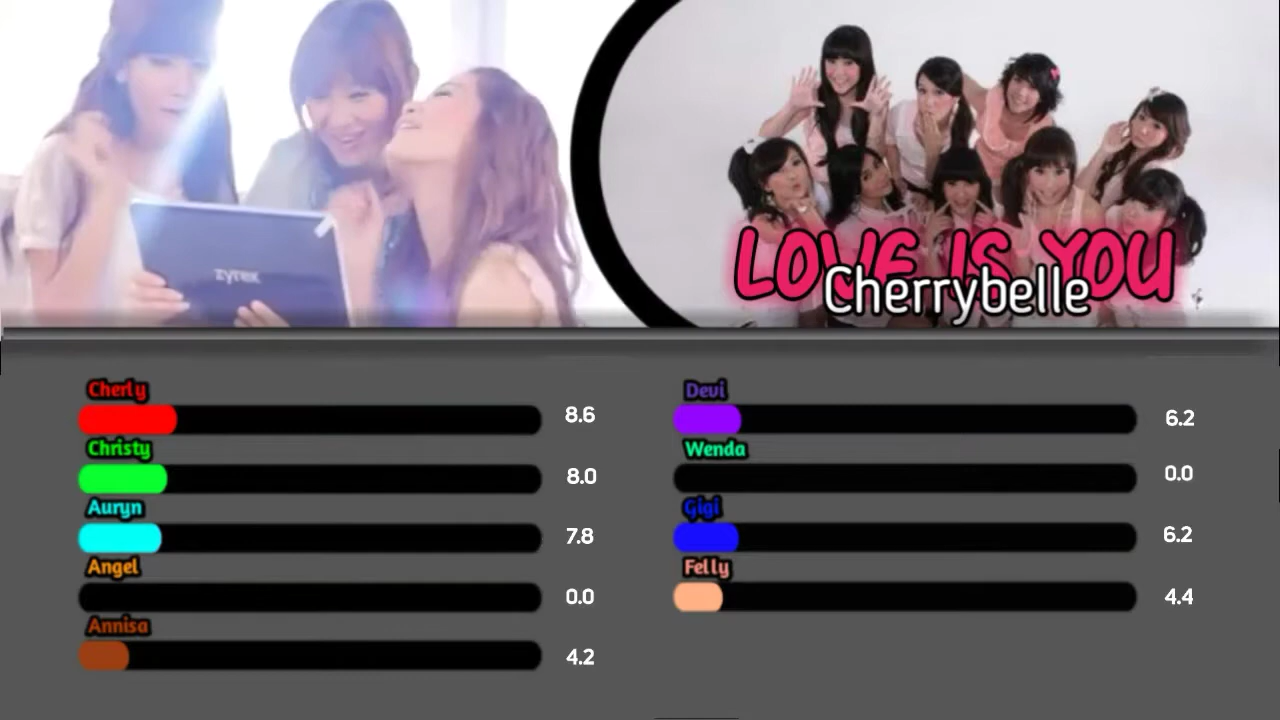 zyrex
LOVE IS YOU
Cherrybelle
Cherly
8.6
Christy
8.0
Auryn
7.8
Angel
0.0
Annisa
4.2
Devi
6.2
Wenda
0.0
Gigi
6.2
Felly
4.4